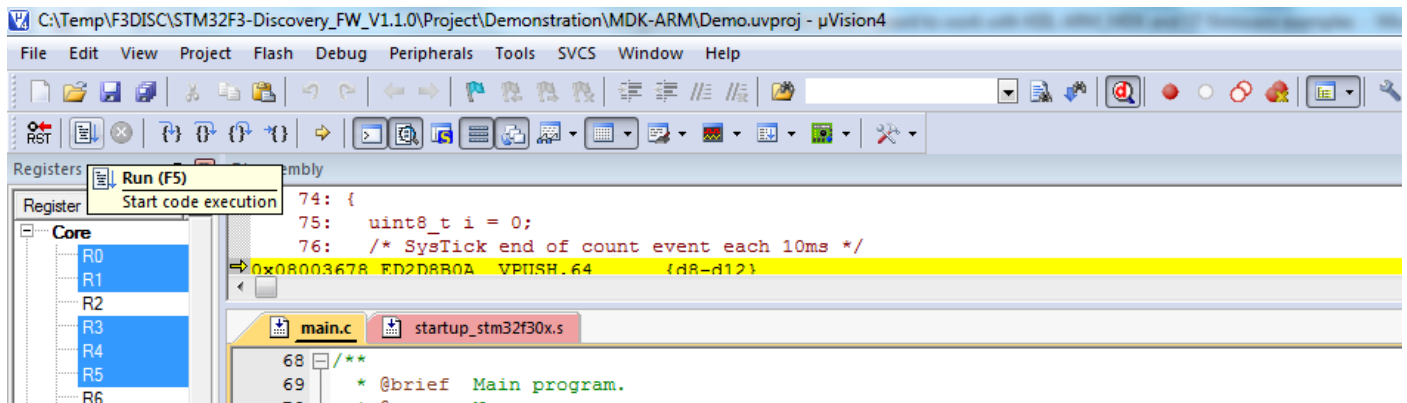 C:\Temp\F3DISC\STM32F3-Discovery_FW_V1.1.0\Project\Demonstration\MDK-ARM\Demo.uvproj - µVision4
File Edit View Project Flash Debug Peripherals Tools SVCS Window Help
RST
Registers
Run (F5)
Start code execution
embly
Register
Core
R0
R1
R2
R3
R4
R5
R6
74: {
75: uint8_t i = 0;
76: /* SysTick end of count event each 10ms */
0x08003678 ED2D8B0A VPUSH.64 {d8-d12}
main.c startup_stm32f30x.s
68 /**
69 * @brief Main program.